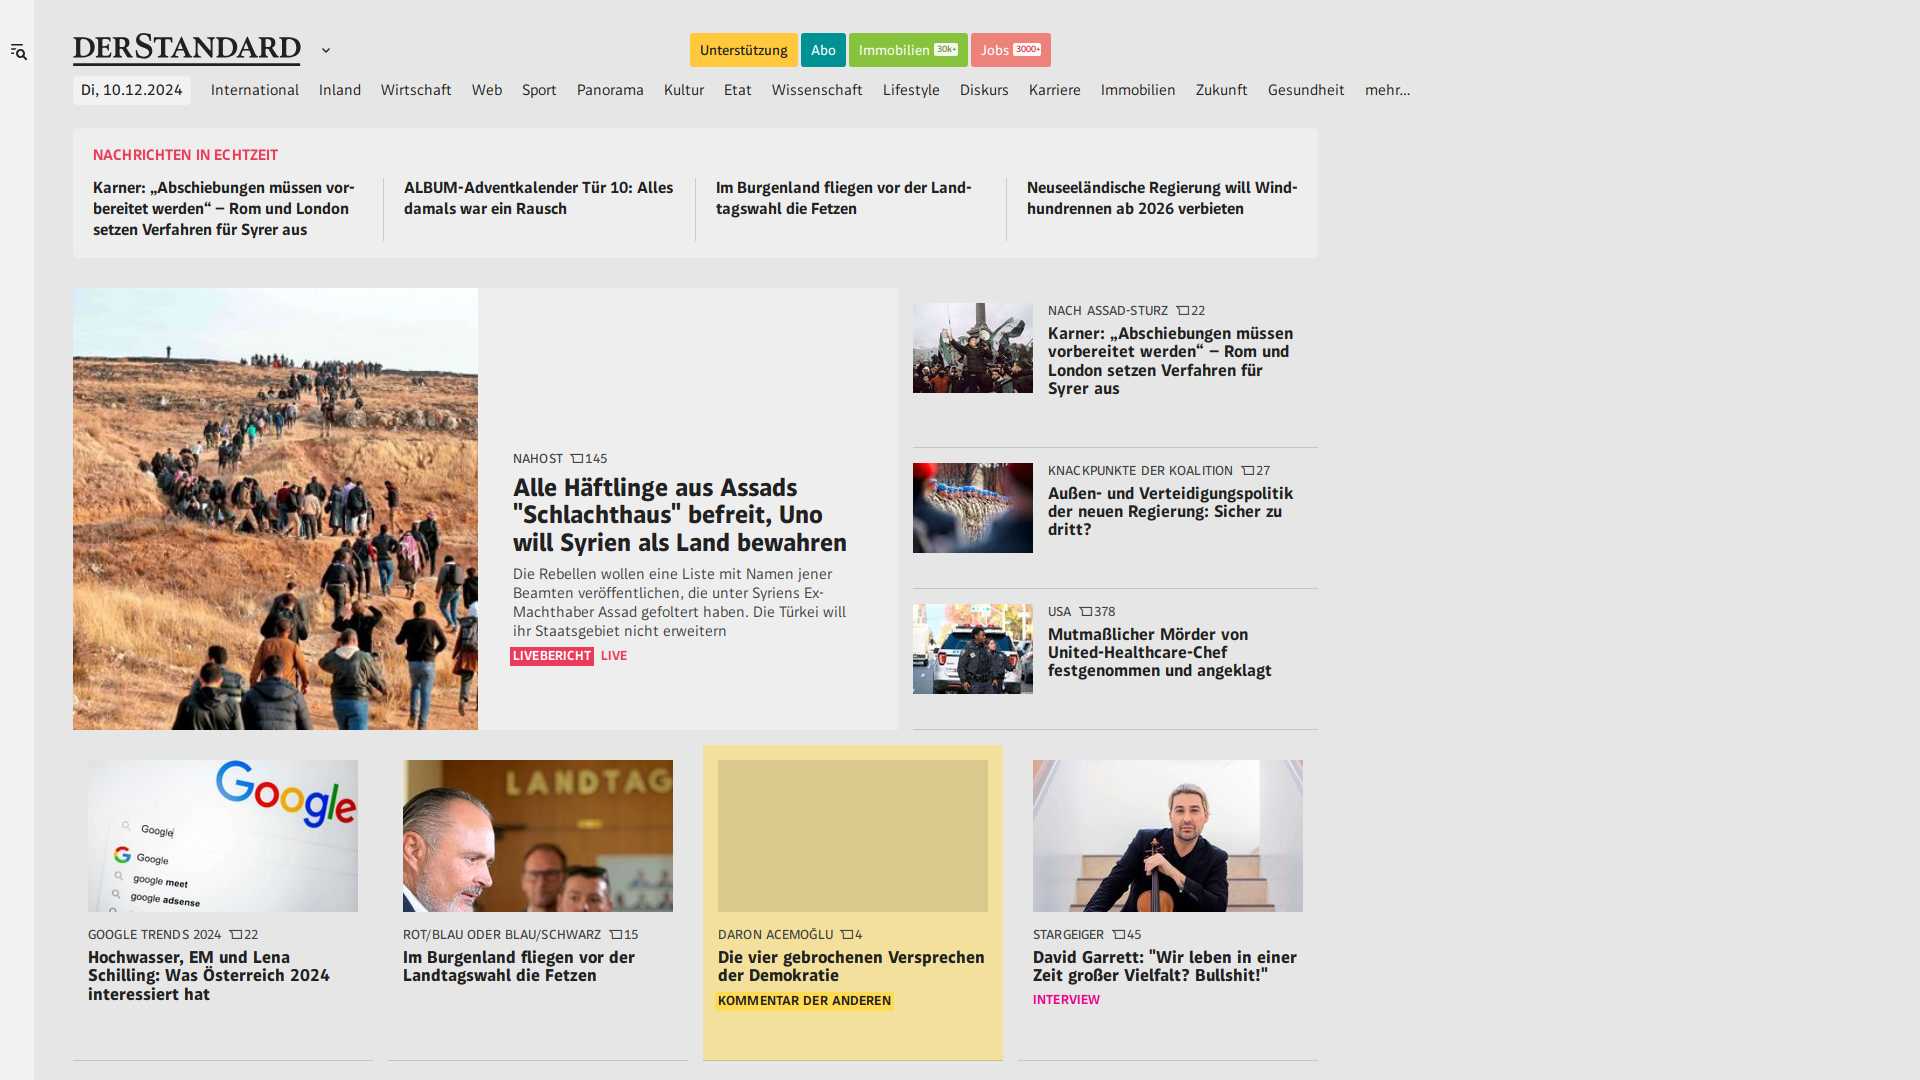 DERSTANDARD
Unterstützung Abo Immobilien 30k+ Jobs 3000+
Di, 10.12.2024 International Inland Wirtschaft Web Sport Panorama Kultur Etat Wissenschaft Lifestyle Diskurs Karriere Immobilien Zukunft Gesundheit mehr…
NACHRICHTEN IN ECHTZEIT
Karner: „Abschiebungen müssen vor-
bereitet werden“ – Rom und London
setzen Verfahren für Syrer aus
ALBUM-Adventkalender Tür 10: Alles
damals war ein Rausch
Im Burgenland fliegen vor der Land-
tagswahl die Fetzen
Neuseeländische Regierung will Wind-
hundrennen ab 2026 verbieten
NAHOST 145
Alle Häftlinge aus Assads
"Schlachthaus" befreit, Uno
will Syrien als Land bewahren
Die Rebellen wollen eine Liste mit Namen jener
Beamten veröffentlichen, die unter Syriens Ex-
Machthaber Assad gefoltert haben. Die Türkei will
ihr Staatsgebiet nicht erweitern
LIVEBERICHT LIVE
NACH ASSAD-STURZ 22
Karner: „Abschiebungen müssen
vorbereitet werden“ – Rom und
London setzen Verfahren für
Syrer aus
KNACKPUNKTE DER KOALITION 27
Außen- und Verteidigungspolitik
der neuen Regierung: Sicher zu
dritt?
USA 378
Mutmaßlicher Mörder von
United-Healthcare-Chef
festgenommen und angeklagt
Google
Google
Google
google meet
google adsense
GOOGLE TRENDS 2024 22
Hochwasser, EM und Lena
Schilling: Was Österreich 2024
interessiert hat
LANDTAG
ROT/BLAU ODER BLAU/SCHWARZ 15
Im Burgenland fliegen vor der
Landtagswahl die Fetzen
DARON ACEMOĞLU 4
Die vier gebrochenen Versprechen
der Demokratie
KOMMENTAR DER ANDEREN
STARGEIGER 45
David Garrett: "Wir leben in einer
Zeit großer Vielfalt? Bullshit!"
INTERVIEW